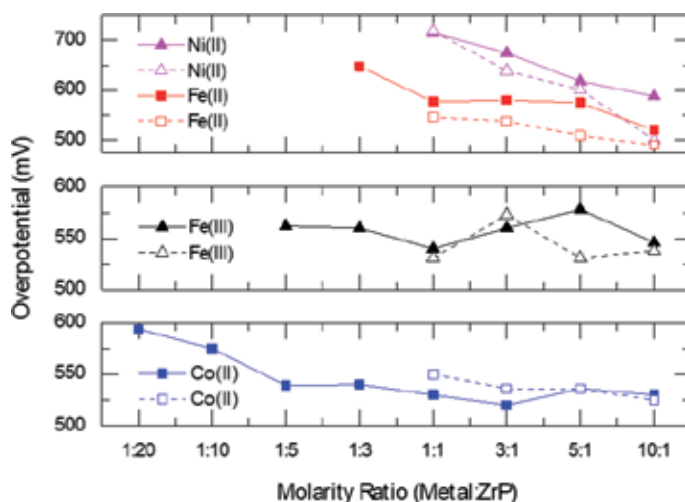 700
600
500
Ni(II)
Ni(II)
Fe(II)
Fe(II)
600
550
500
Fe(III)
Fe(III)
600
550
500
Co(II)
Co(II)
Overpotential (mV)
1:20 1:10 1:5 1:3 1:1 3:1 5:1 10:1
Molarity Ratio (Metal:ZrP)